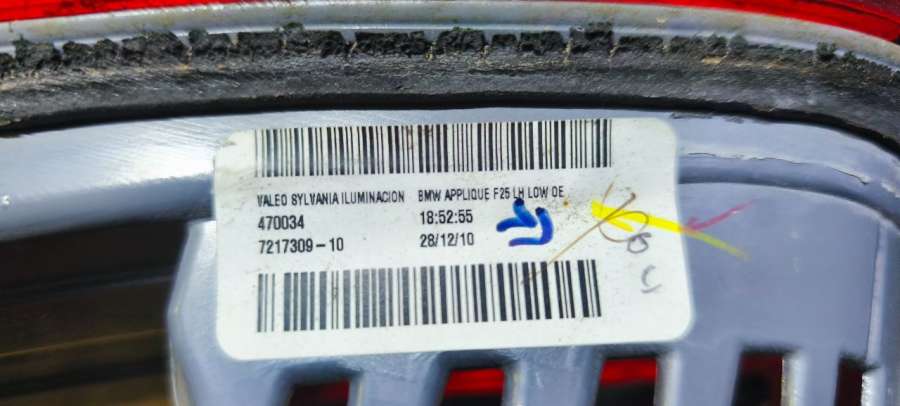 VALEO SYLVANIA ILUMINACION BMW APPLIQUE F25 LH LOW OE
470034 18:52:55
7217309-10 28/12/10